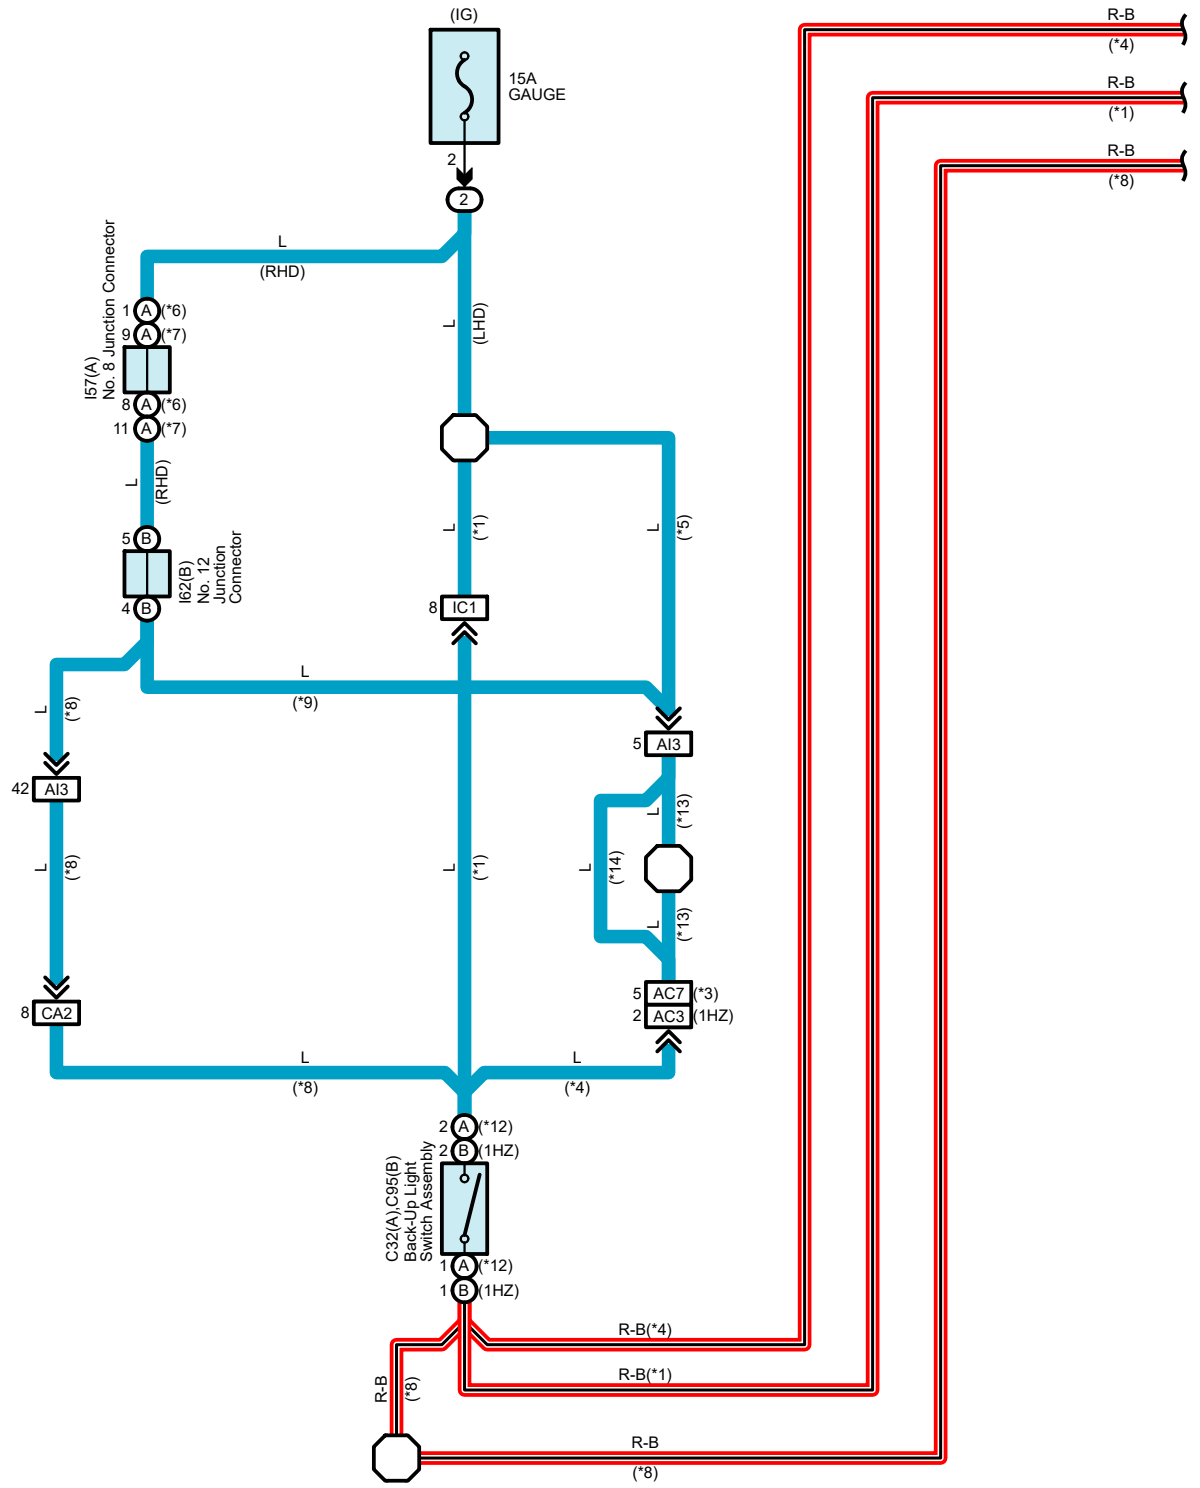 (IG)
15A
GAUGE
2
2
R-B
(*4)
R-B
(*1)
R-B
(*8)
L
(RHD)
L
(LHD)
1 A (*6)
9 A (*7)
I57(A)
No. 8 Junction Connector
8 A (*6)
11 A (*7)
L
(RHD)
L
(*1)
L
(*5)
5 B
I62(B)
No. 12
Junction
Connector
4 B
8 IC1
L
(*9)
L
(*8)
5 AI3
42 AI3
L
(*13)
L
(*14)
L
(*8)
L
(*1)
L
(*13)
5 AC7 (*3)
2 AC3 (1HZ)
8 CA2
L
(*8)
L
(*4)
2 A (*12)
2 B (1HZ)
C32(A),C95(B)
Back-Up Light
Switch Assembly
1 A (*12)
1 B (1HZ)
R-B(*4)
R-B(*1)
R-B
(*8)
R-B
(*8)